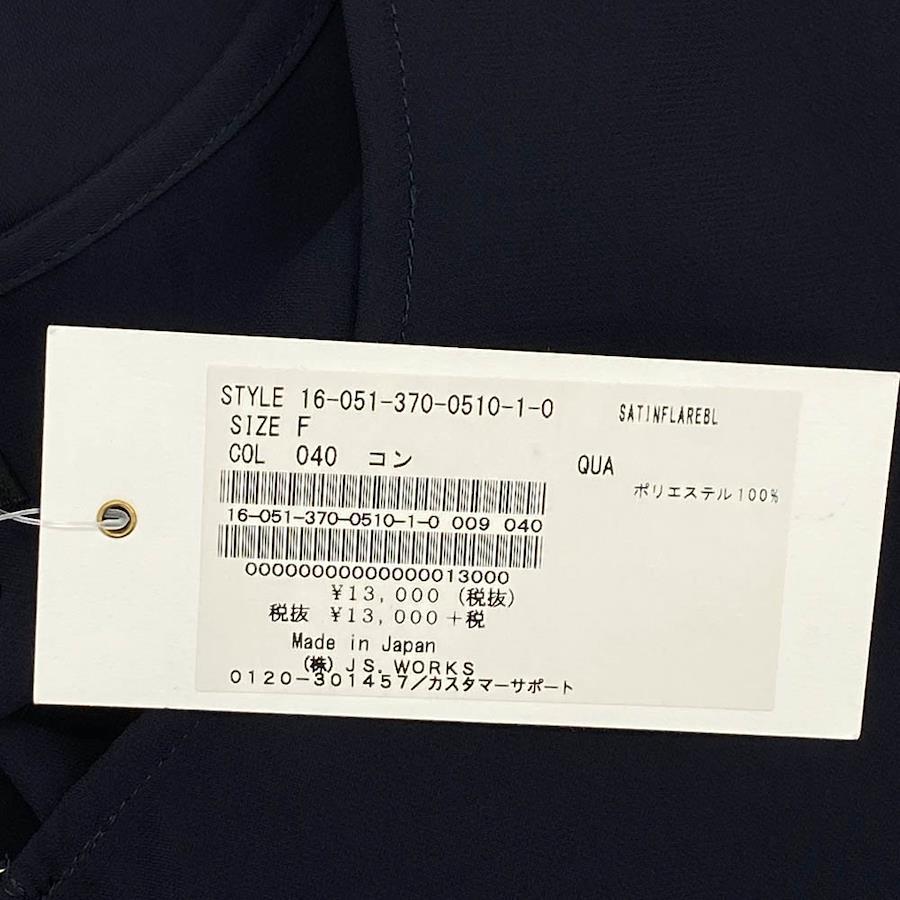 STYLE 16-051-370-0510-1-0
SATINFLAREBL
SIZE F
COL 040 コン
QUA
ポリエステル100%
16-051-370-0510-1-0 009 040
0000000000000000013000
¥13,000 (税抜)
税抜 ¥13,000+税
Made in Japan
(株) JS. WORKS
0120-301457/カスタマーサポート